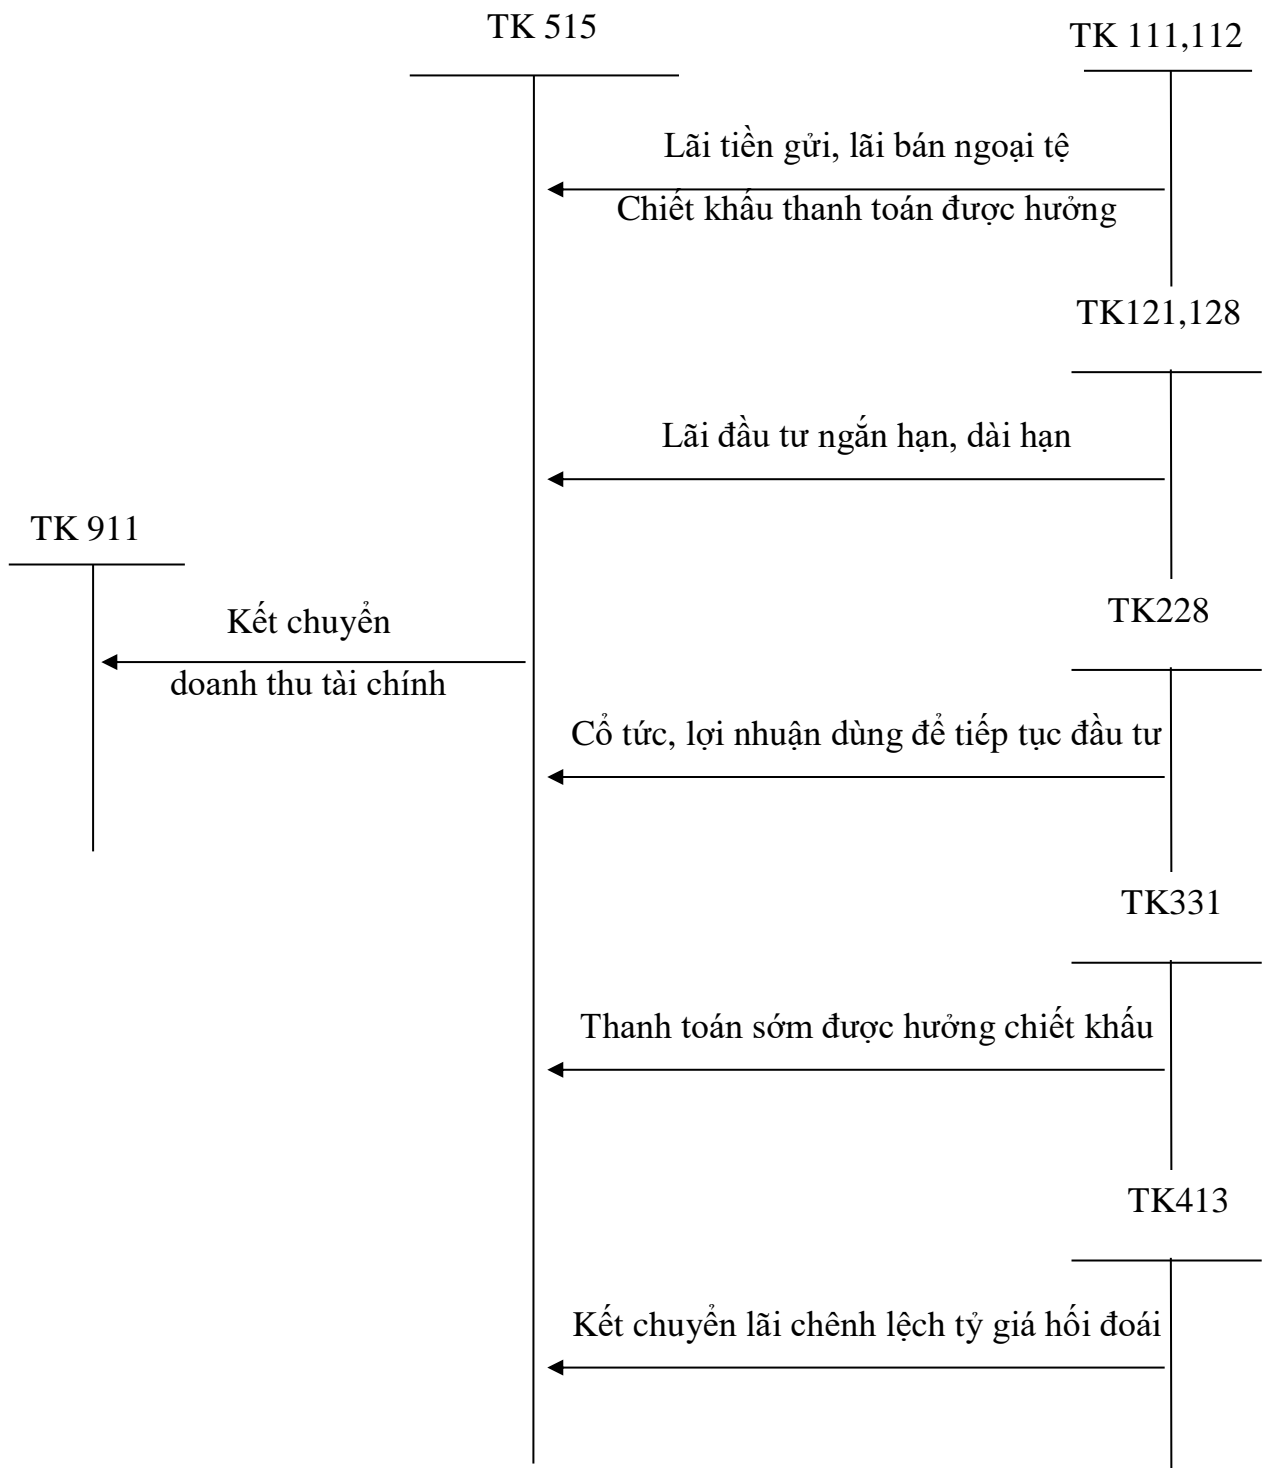 TK 515
TK 111,112
Lãi tiền gửi, lãi bán ngoại tệ
Chiết khấu thanh toán được hưởng
TK121,128
Lãi đầu tư ngắn hạn, dài hạn
TK 911
Kết chuyển
doanh thu tài chính
TK228
Cổ tức, lợi nhuận dùng để tiếp tục đầu tư
TK331
Thanh toán sớm được hưởng chiết khấu
TK413
Kết chuyển lãi chênh lệch tỷ giá hối đoái